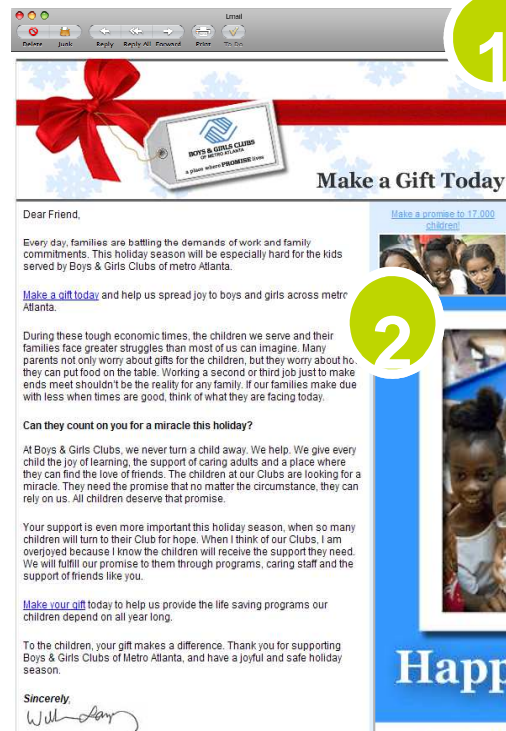 Email
Delete Junk Reply Reply All Forward Print To Do
1
BOYS & GIRLS CLUBS
OF METRO ATLANTA
a place where PROMISE lives
Make a Gift Today
Dear Friend,
Every day, families are battling the demands of work and family
commitments. This holiday season will be especially hard for the kids
served by Boys & Girls Clubs of metro Atlanta.
Make a gift today and help us spread joy to boys and girls across metro
Atlanta.
During these tough economic times, the children we serve and their
families face greater struggles than most of us can imagine. Many
parents not only worry about gifts for the children, but they worry about ho
they can put food on the table. Working a second or third job just to make
ends meet shouldn't be the reality for any family. If our families make due
with less when times are good, think of what they are facing today.
Can they count on you for a miracle this holiday?
At Boys & Girls Clubs, we never turn a child away. We help. We give every
child the joy of learning, the support of caring adults and a place where
they can find the love of friends. The children at our Clubs are looking for a
miracle. They need the promise that no matter the circumstance, they can
rely on us. All children deserve that promise.
Your support is even more important this holiday season, when so many
children will turn to their Club for hope. When I think of our Clubs, I am
overjoyed because I know the children will receive the support they need.
We will fulfill our promise to them through programs, caring staff and the
support of friends like you.
Make your gift today to help us provide the life saving programs our
children depend on all year long.
To the children, your gift makes a difference. Thank you for supporting
Boys & Girls Clubs of Metro Atlanta, and have a joyful and safe holiday
season.
Sincerely,
Make a promise to 17,000
children!
2
Happ